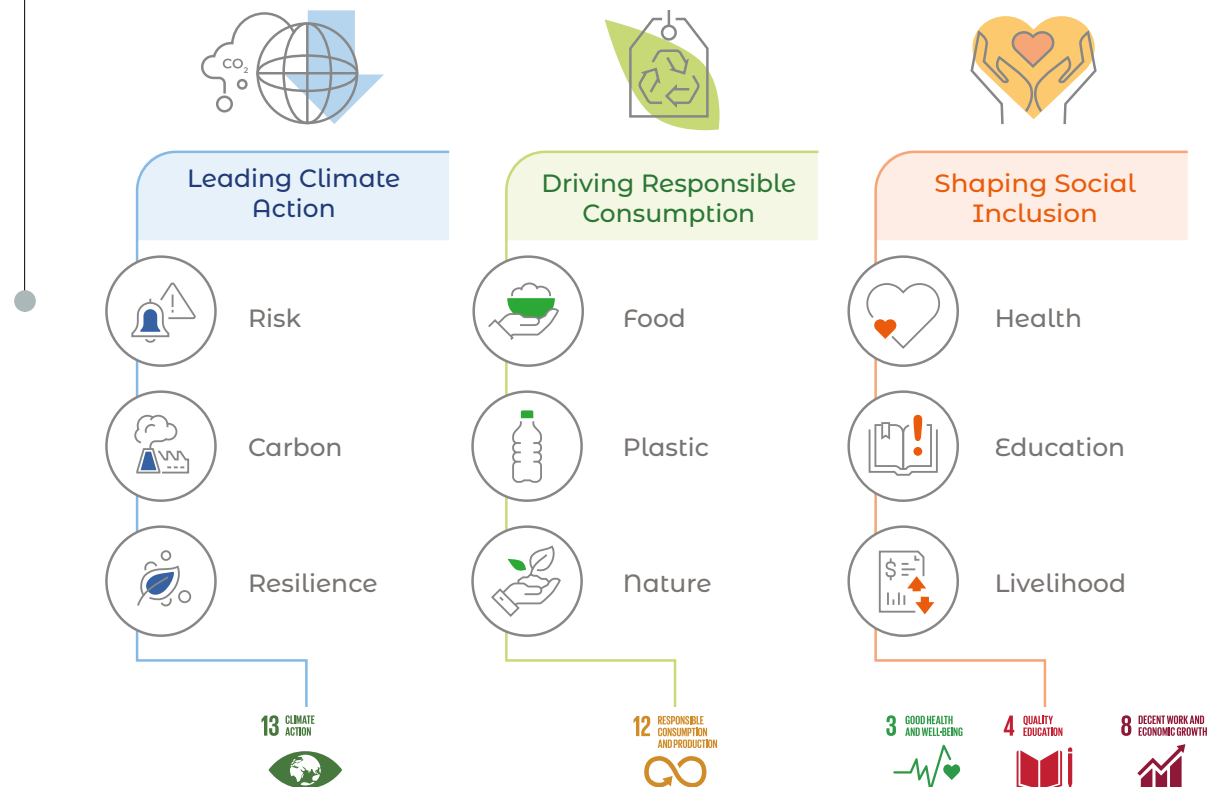 CO2
Leading Climate
Action
Risk
Carbon
Resilience
13 CLIMATE
ACTION
Driving Responsible
Consumption
Food
Plastic
Nature
12 RESPONSIBLE
CONSUMPTION
AND PRODUCTION
Shaping Social
Inclusion
Health
Education
$
Livelihood
3 GOOD HEALTH
AND WELL-BEING
4 QUALITY
EDUCATION
8 DECENT WORK AND
ECONOMIC GROWTH